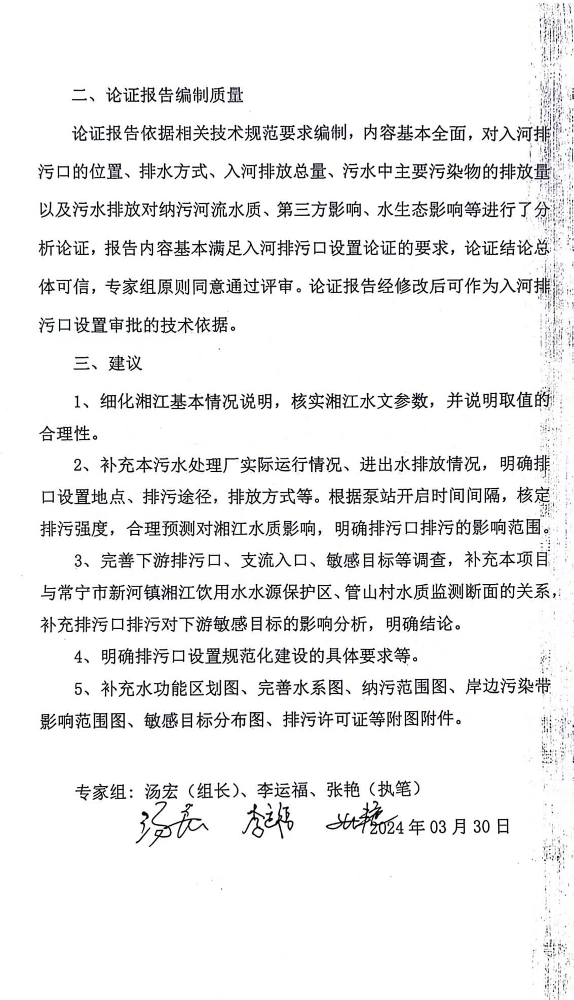 二、论证报告编制质量
论证报告依据相关技术规范要求编制，内容基本全面，对入河排
污口的位置、排水方式、入河排放总量、污水中主要污染物的排放量
以及污水排放对纳污河流水质、第三方影响、水生态影响等进行了分
析论证，报告内容基本满足入河排污口设置论证的要求，论证结论总
体可信，专家组原则同意通过评审。论证报告经修改后可作为入河排
污口设置审批的技术依据。
三、建议
1、细化湘江基本情况说明，核实湘江水文参数，并说明取值的
合理性。
2、补充本污水处理厂实际运行情况、进出水排放情况，明确排
口设置地点、排污途径，排放方式等。根据泵站开启时间间隔，核定
排污强度，合理预测对湘江水质影响，明确排污口排污的影响范围。
3、完善下游排污口、支流入口、敏感目标等调查，补充本项目
与常宁市新河镇湘江饮用水水源保护区、管山村水质监测断面的关系，
补充排污口排污对下游敏感目标的影响分析，明确结论。
4、明确排污口设置规范化建设的具体要求等。
5、补充水功能区划图、完善水系图、纳污范围图、岸边污染带
影响范围图、敏感目标分布图、排污许可证等附图附件。
专家组：汤宏（组长）、李运福、张艳（执笔）
汤宏 李运福 张艳 2024 年 03 月 30 日